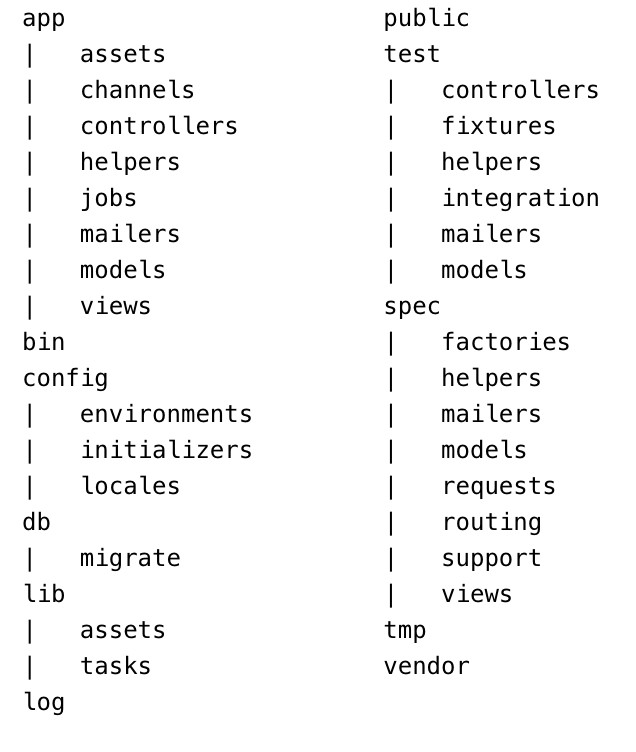 app
|   assets
|   channels
|   controllers
|   helpers
|   jobs
|   mailers
|   models
|   views
bin
config
|   environments
|   initializers
|   locales
db
|   migrate
lib
|   assets
|   tasks
log
public
test
|   controllers
|   fixtures
|   helpers
|   integration
|   mailers
|   models
spec
|   factories
|   helpers
|   mailers
|   models
|   requests
|   routing
|   support
|   views
tmp
vendor